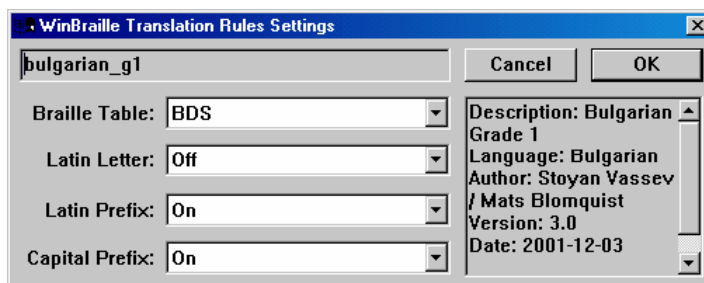 WinBraille Translation Rules Settings
bulgarian_g1
Cancel
OK
Braille Table: BDS
Latin Letter: Off
Latin Prefix: On
Capital Prefix: On
Description: Bulgarian
Grade 1
Language: Bulgarian
Author: Stoyan Vassev
/ Mats Blomquist
Version: 3.0
Date: 2001-12-03